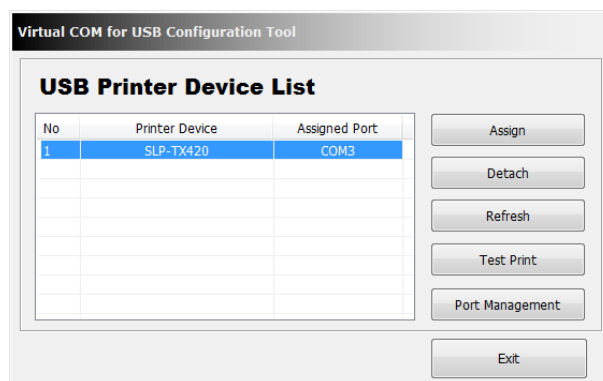 Virtual COM for USB Configuration Tool
USB Printer Device List
No Printer Device Assigned Port
1 SLP-TX420 COM3
Assign
Detach
Refresh
Test Print
Port Management
Exit